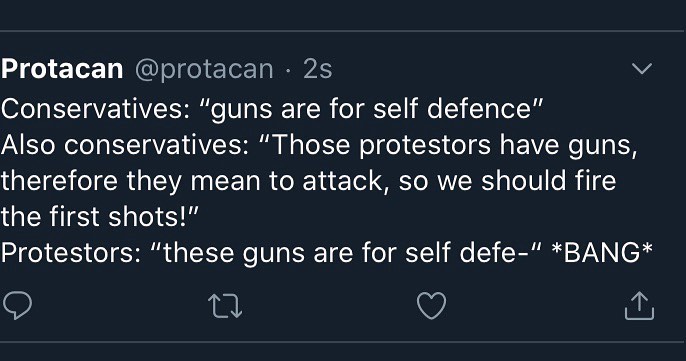 Protacan @protacan · 2s
Conservatives: “guns are for self defence”
Also conservatives: “Those protestors have guns,
therefore they mean to attack, so we should fire
the first shots!”
Protestors: “these guns are for self defe-“ *BANG*